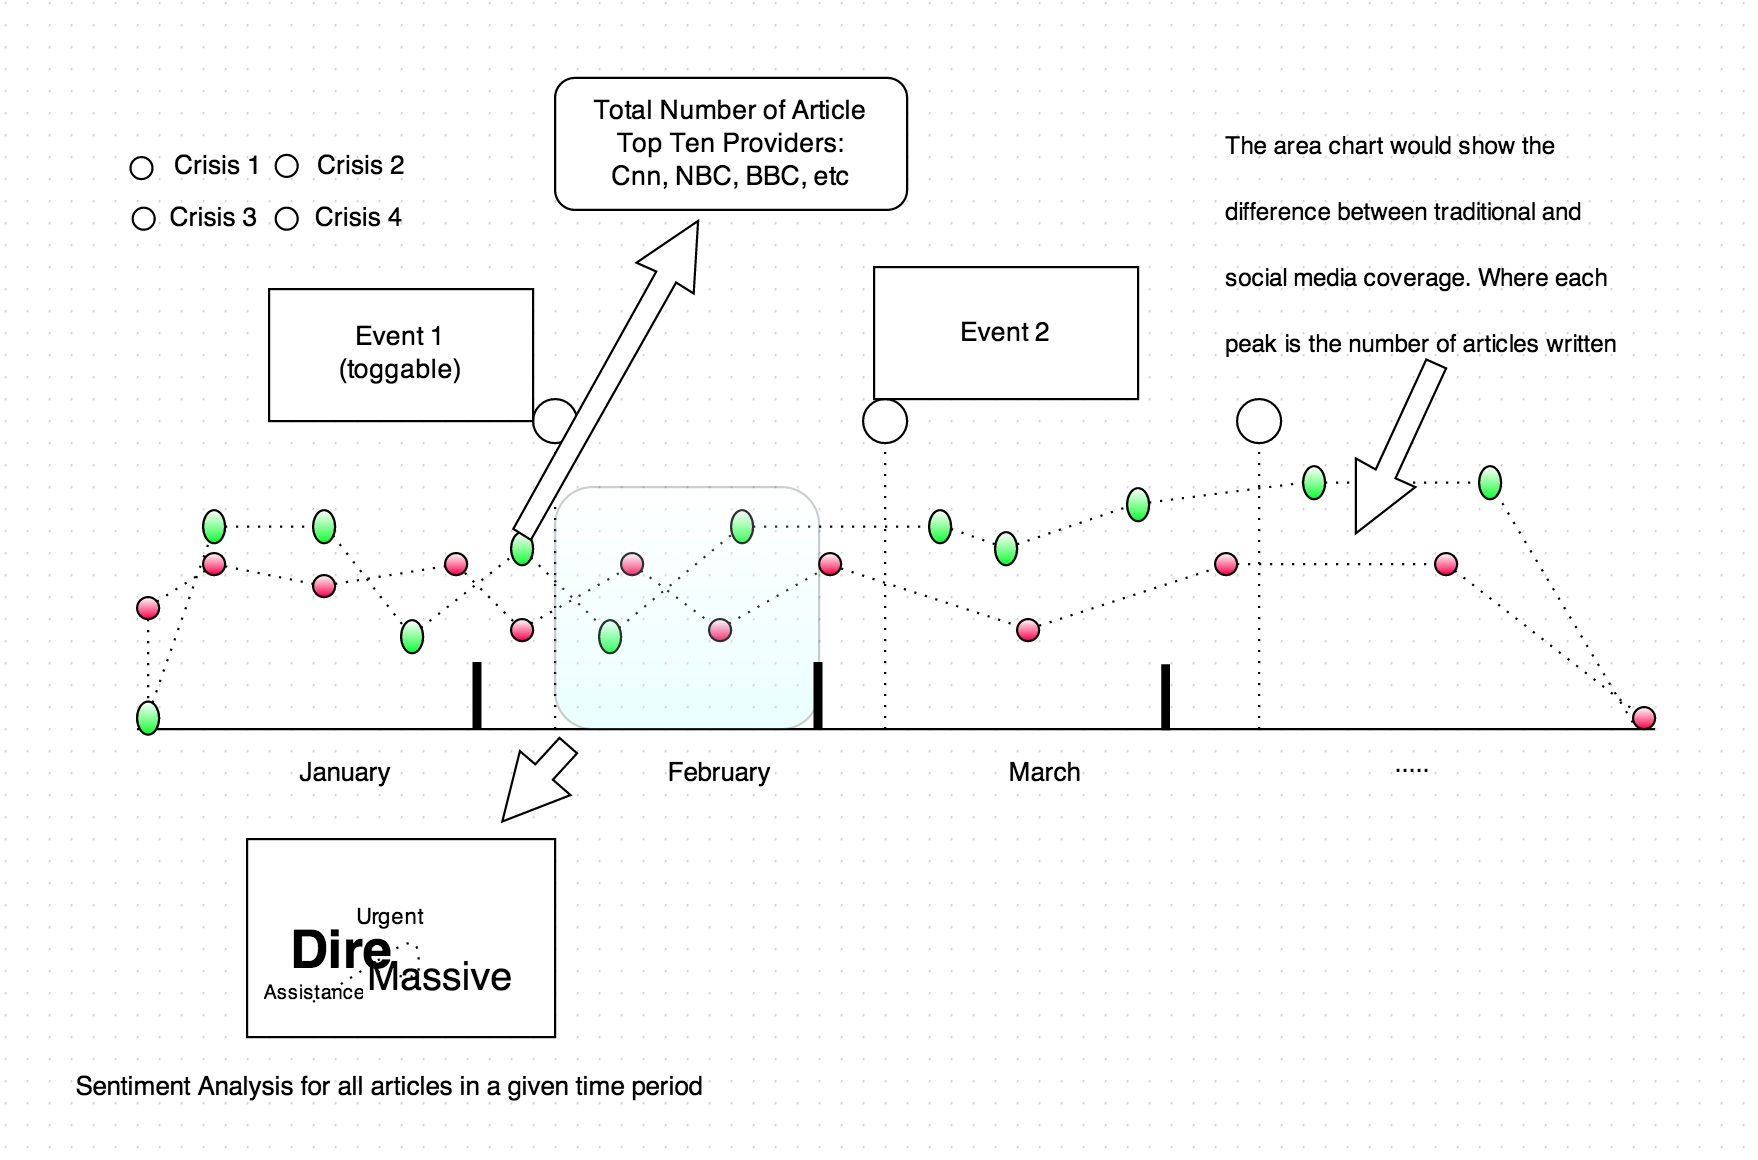 Total Number of Article
Top Ten Providers:
Cnn, NBC, BBC, etc
Crisis 1
Crisis 2
Crisis 3
Crisis 4
The area chart would show the
difference between traditional and
social media coverage. Where each
peak is the number of articles written
Event 1
(toggable)
Event 2
January
February
March
.....
Urgent
Dire
Massive
Assistance
Sentiment Analysis for all articles in a given time period